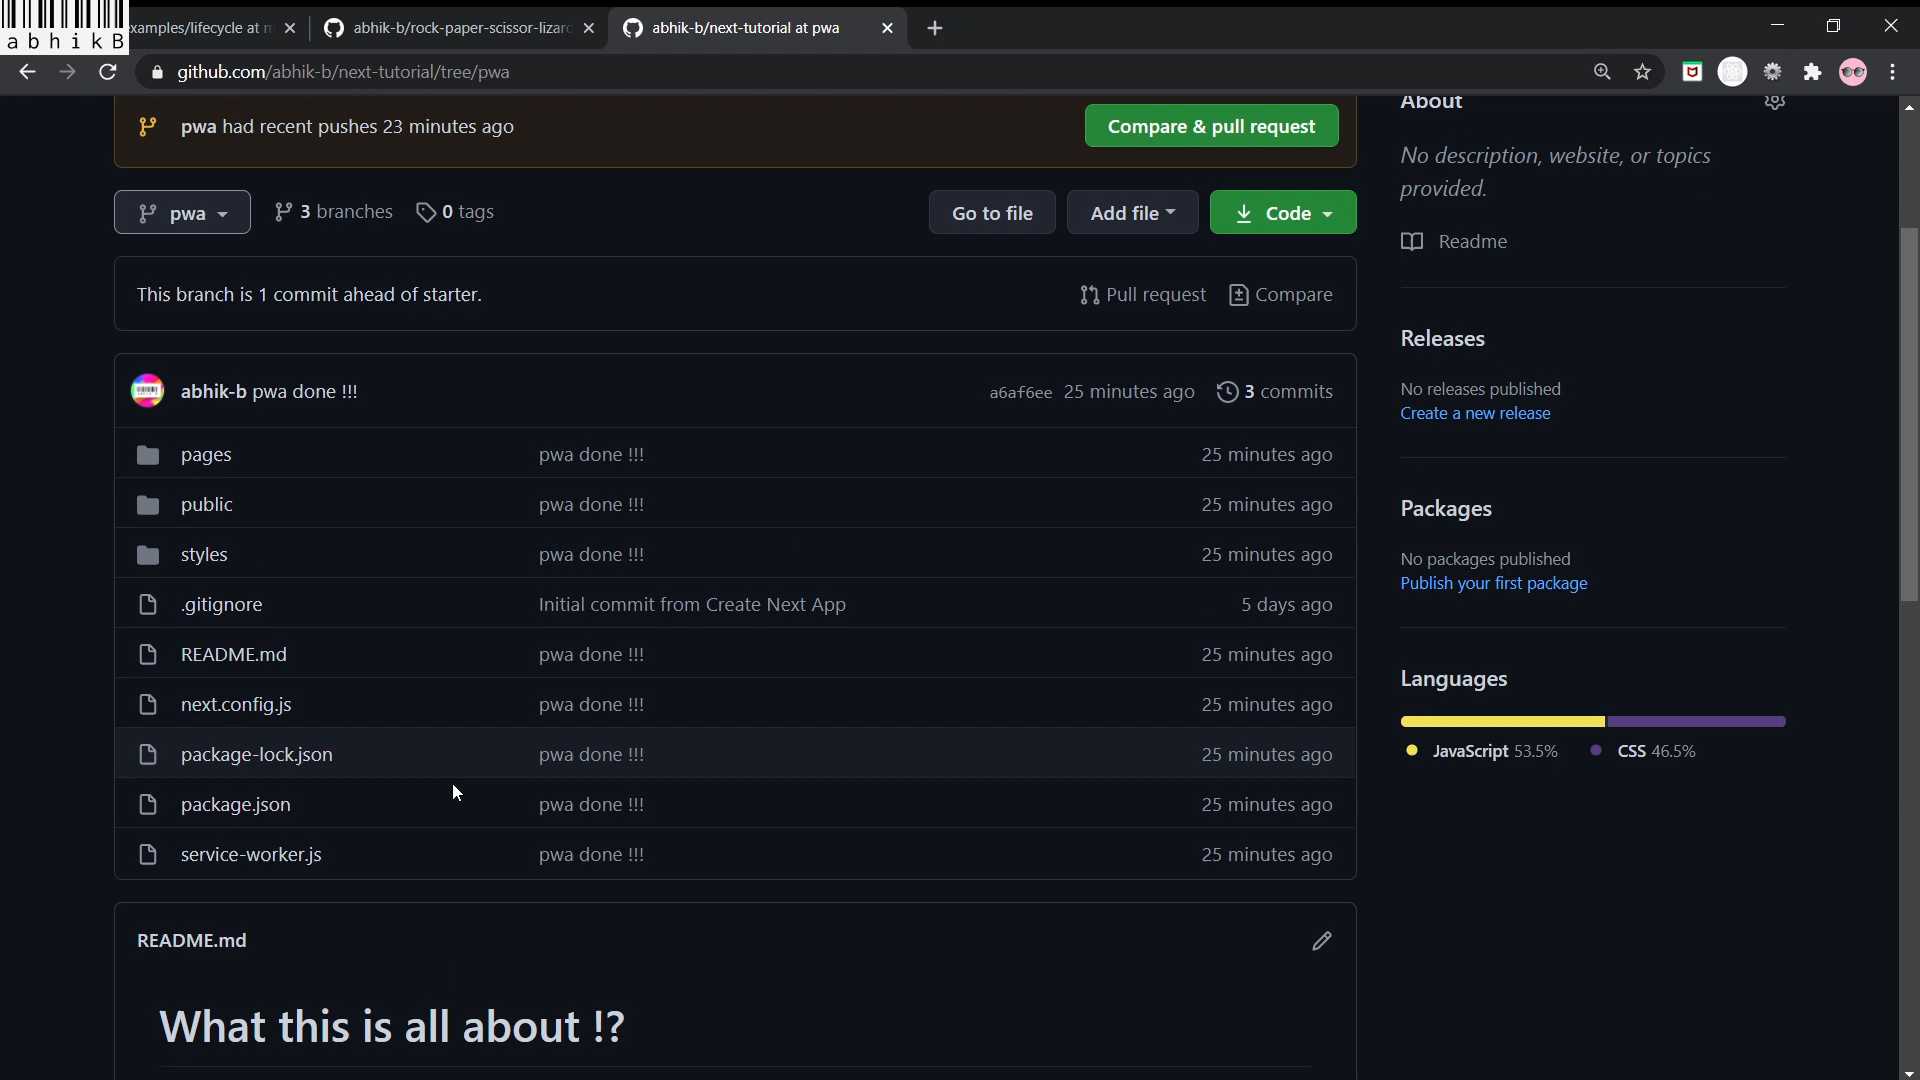 abhikB
examples/lifecycle at m
abhik-b/rock-paper-scissor-lizard
abhik-b/next-tutorial at pwa
github.com/abhik-b/next-tutorial/tree/pwa
pwa had recent pushes 23 minutes ago
Compare & pull request
pwa
3 branches
0 tags
Go to file
Add file
Code
This branch is 1 commit ahead of starter.
Pull request
Compare
abhik-b pwa done !!!
a6af6ee 25 minutes ago
3 commits
pages pwa done !!! 25 minutes ago
public pwa done !!! 25 minutes ago
styles pwa done !!! 25 minutes ago
.gitignore Initial commit from Create Next App 5 days ago
README.md pwa done !!! 25 minutes ago
next.config.js pwa done !!! 25 minutes ago
package-lock.json pwa done !!! 25 minutes ago
package.json pwa done !!! 25 minutes ago
service-worker.js pwa done !!! 25 minutes ago
README.md
What this is all about !?
About
No description, website, or topics
provided.
Readme
Releases
No releases published
Create a new release
Packages
No packages published
Publish your first package
Languages
JavaScript 53.5% CSS 46.5%